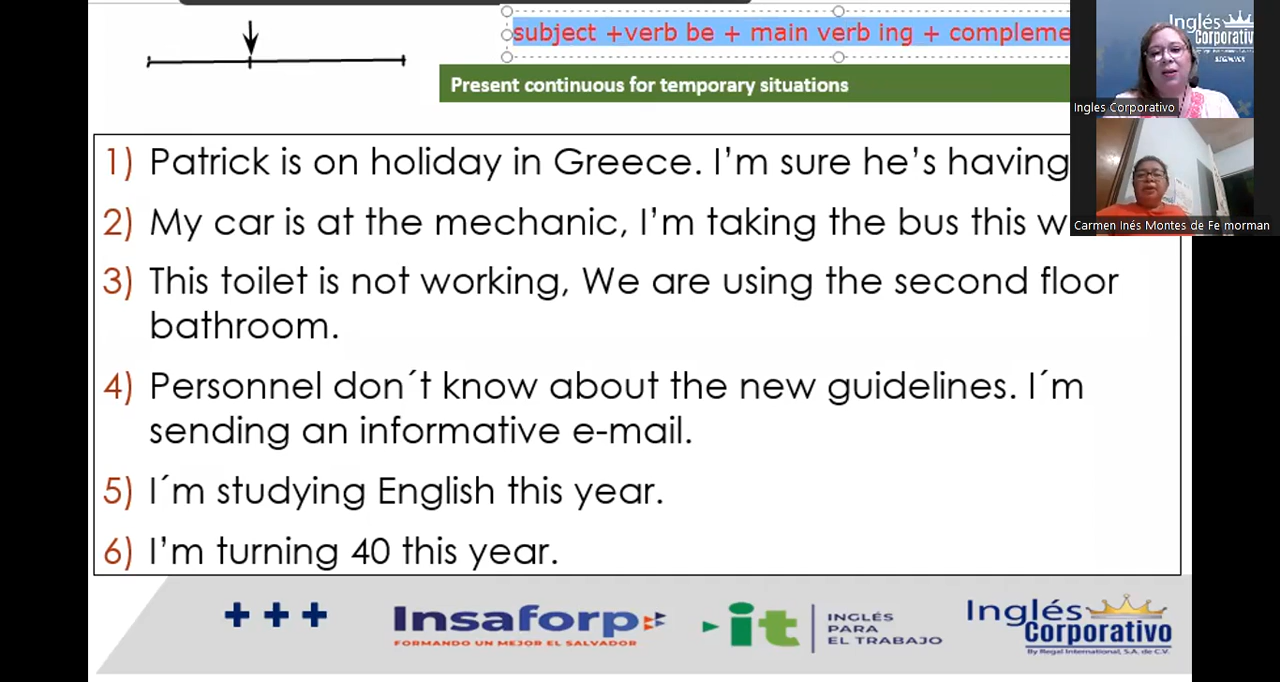 subject +verb be + main verb ing +
Present continuous for temporary situations
Inglés
Corporativo
Ingles Corporativo
Carmen Inés Montes de Fe morman
1) Patrick is on holiday in Greece. I’m sure he’s having
2) My car is at the mechanic, I’m taking the bus this
3) This toilet is not working, We are using the second floor
bathroom.
4) Personnel don´t know about the new guidelines. I´m
sending an informative e-mail.
5) I´m studying English this year.
6) I’m turning 40 this year.
+ + +
Insaforp
FORMANDO UN MEJOR EL SALVADOR
it
INGLÉS
PARA
EL TRABAJO
Inglés
Corporativo
By Regal International, S.A. de C.V.